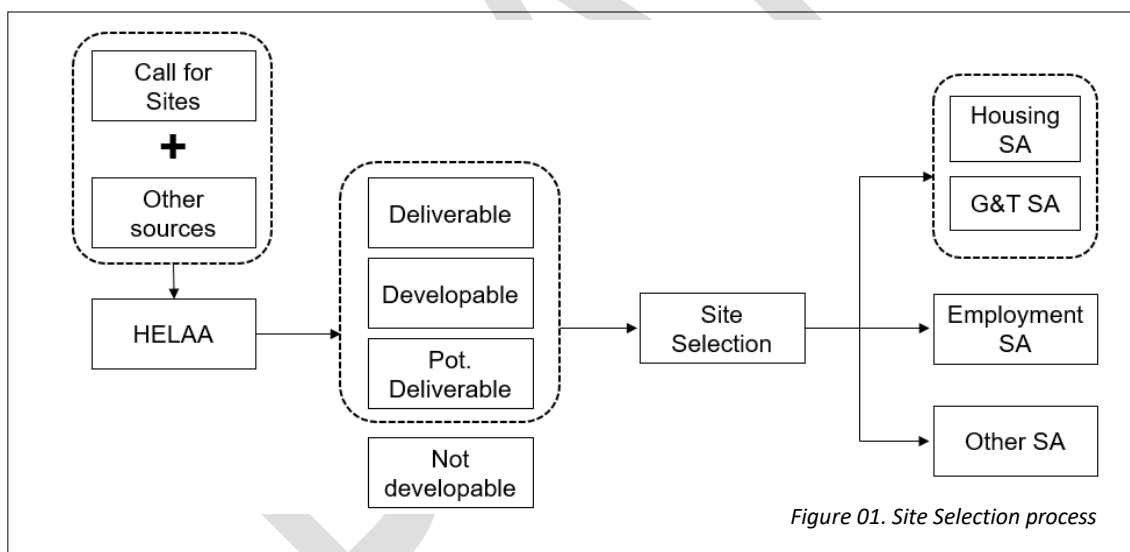 Call for
Sites
+
Other
sources
HELAA
Deliverable
Developable
Pot.
Deliverable
Not
developable
Site
Selection
Housing
SA
G&T SA
Employment
SA
Other SA
Figure 01. Site Selection process